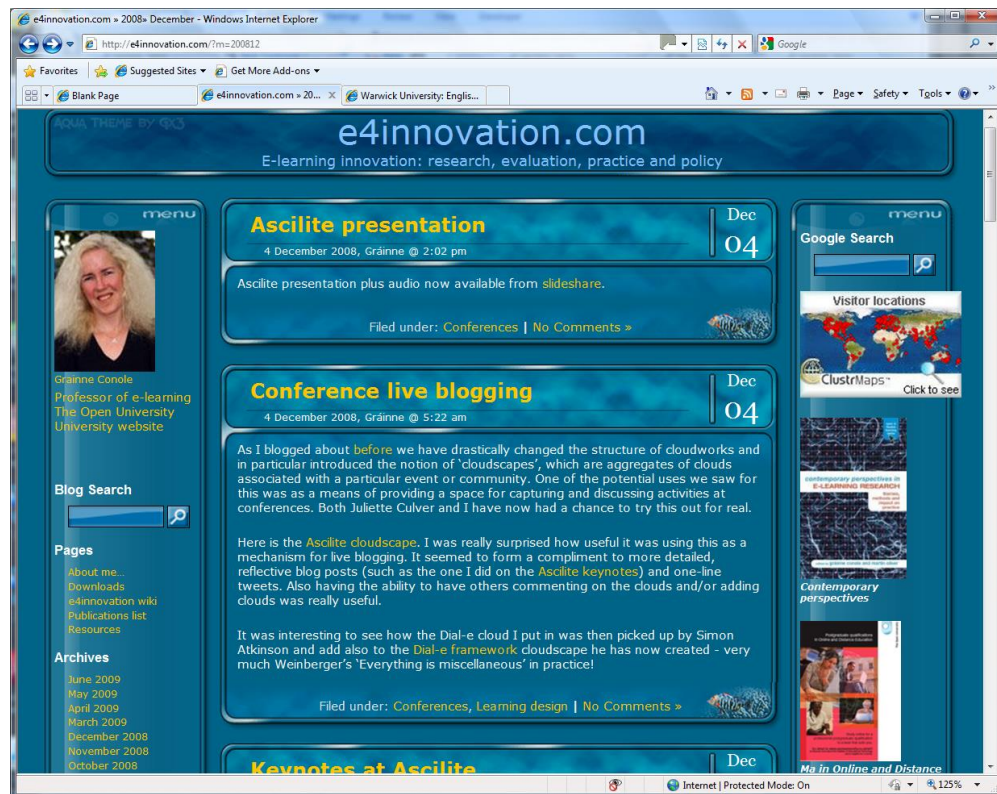 e4innovation.com » 2008» December - Windows Internet Explorer
http://e4innovation.com/?m=200812
Google
Favorites
Suggested Sites
Get More Add-ons
Blank Page
e4innovation.com » 20...
Warwick University: Englis...
Page
Safety
Tools
AQUA THEME BY GX3
e4innovation.com
E-learning innovation: research, evaluation, practice and policy
menu
Gráinne Conole
Professor of e-learning
The Open University
University website
Blog Search
Pages
About me...
Downloads
e4innovation wiki
Publications list
Resources
Archives
June 2009
May 2009
April 2009
March 2009
December 2008
November 2008
October 2008
Ascilite presentation
4 December 2008, Gráinne @ 2:02 pm
Dec
04
Ascilite presentation plus audio now available from slideshare.
Filed under: Conferences | No Comments »
Conference live blogging
4 December 2008, Gráinne @ 5:22 am
Dec
04
As I blogged about before we have drastically changed the structure of cloudworks and
in particular introduced the notion of ‘cloudscapes’, which are aggregates of clouds
associated with a particular event or community. One of the potential uses we saw for
this was as a means of providing a space for capturing and discussing activities at
conferences. Both Juliette Culver and I have now had a chance to try this out for real.
Here is the Ascilite cloudscape. I was really surprised how useful it was using this as a
mechanism for live blogging. It seemed to form a compliment to more detailed,
reflective blog posts (such as the one I did on the Ascilite keynotes) and one-line
tweets. Also having the ability to have others commenting on the clouds and/or adding
clouds was really useful.
It was interesting to see how the Dial-e cloud I put in was then picked up by Simon
Atkinson and add also to the Dial-e framework cloudscape he has now created - very
much Weinberger’s ‘Everything is miscellaneous’ in practice!
Filed under: Conferences, Learning design | No Comments »
Keynotes at Ascilite
Dec
menu
Google Search
Visitor locations
ClustrMaps™
Click to see
contemporary perspectives in
E-LEARNING RESEARCH
Contemporary
perspectives
Postgraduate qualifications
in Online and Distance Education
Ma in Online and Distance
Internet | Protected Mode: On
125%